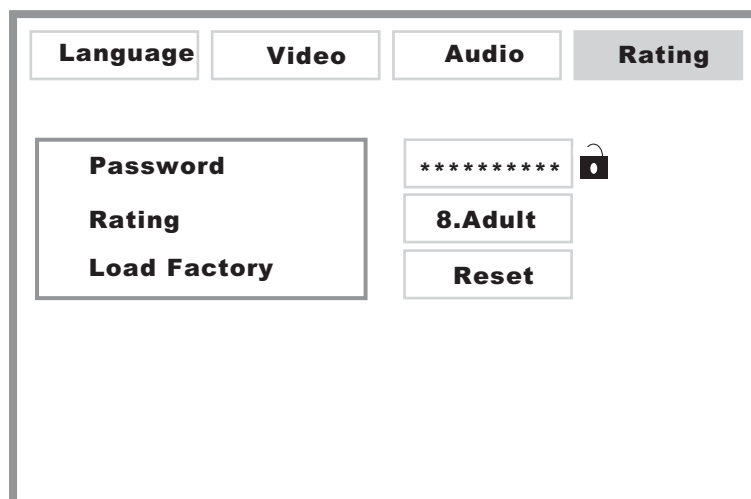 Language Video Audio Rating
Password **********
Rating 8.Adult
Load Factory Reset